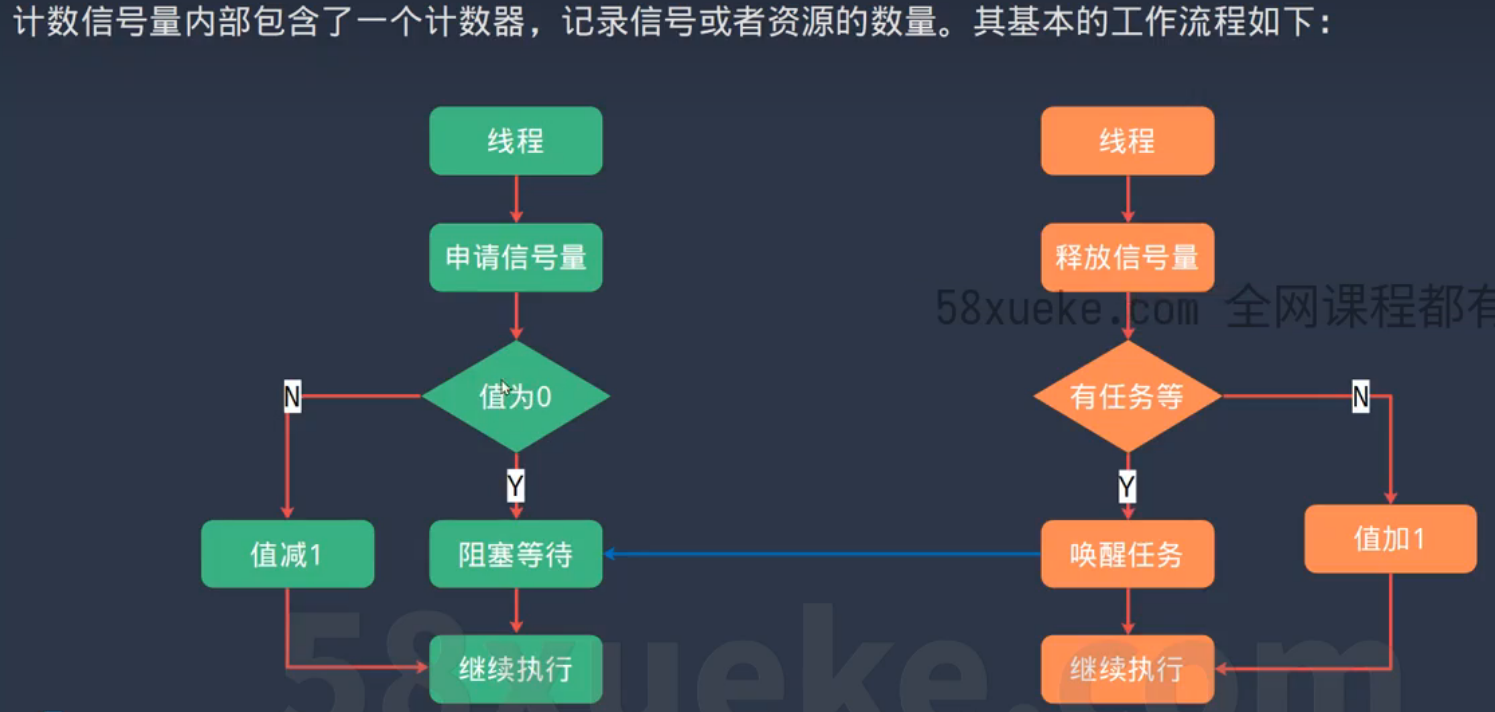 计数信号量内部包含了一个计数器，记录信号或者资源的数量。其基本的工作流程如下：
线程
线程
申请信号量
释放信号量
58xueke.com 全网课程都有
值为0
有任务等
N
N
Y
Y
值减1
阻塞等待
唤醒任务
值加1
继续执行
继续执行
58xueke.com